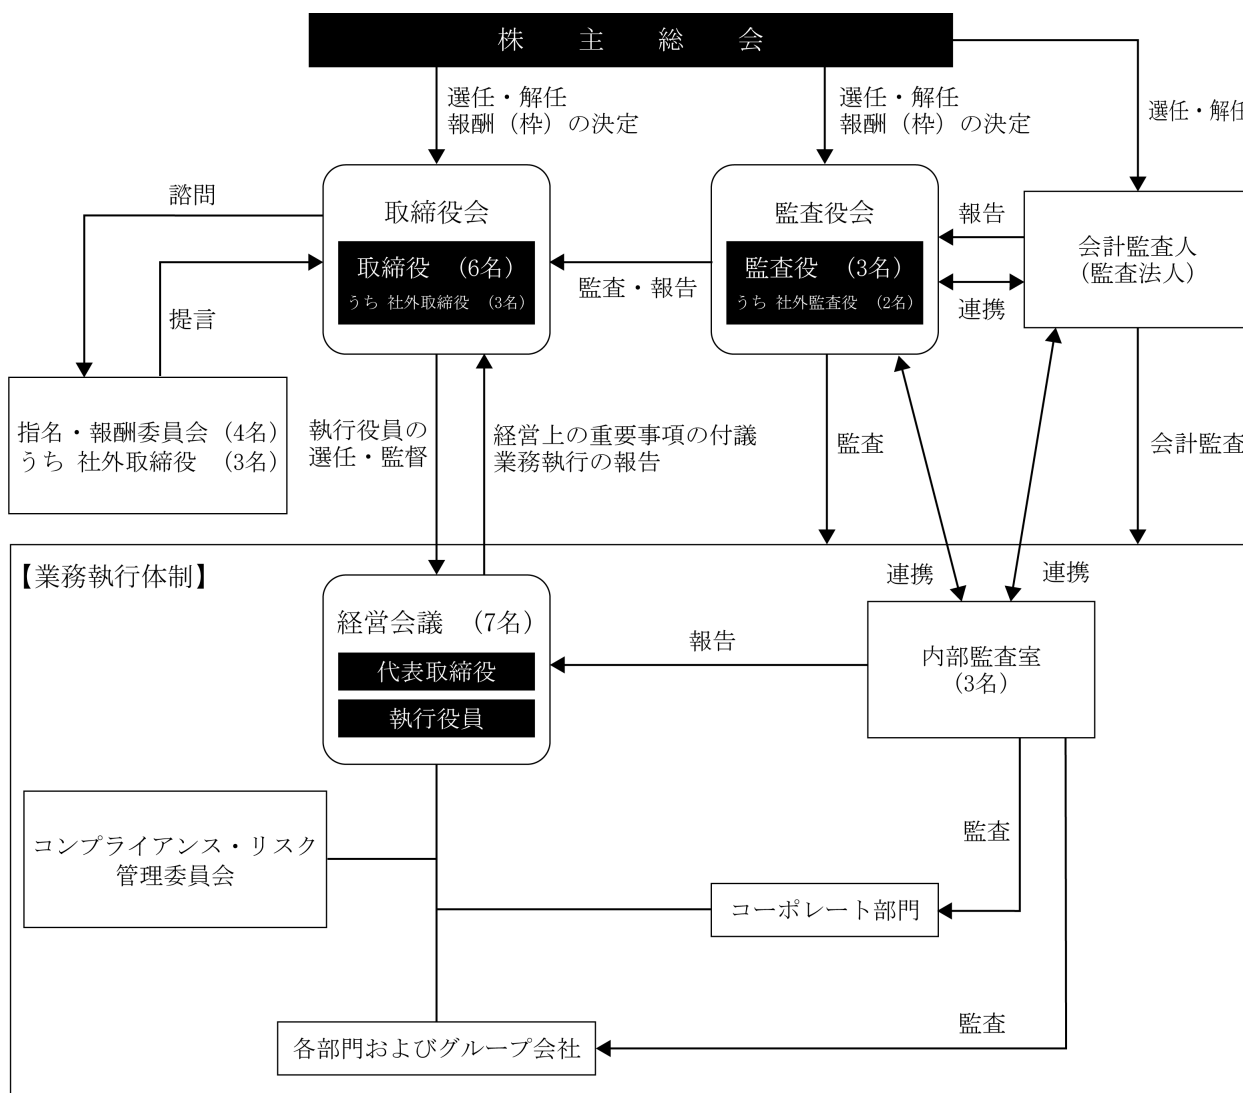 株主総会
選任・解任
報酬（枠）の決定
選任・解任
報酬（枠）の決定
選任・解任
諮問
取締役会
取締役 （6名）
うち 社外取締役 （3名）
監査・報告
監査役会
監査役 （3名）
うち 社外監査役 （2名）
報告
連携
会計監査人
（監査法人）
提言
指名・報酬委員会（4名）
うち 社外取締役 （3名）
執行役員の
選任・監督
経営上の重要事項の付議
業務執行の報告
監査
会計監査
【業務執行体制】
連携
連携
経営会議 （7名）
代表取締役
執行役員
報告
内部監査室
（3名）
コンプライアンス・リスク
管理委員会
監査
コーポレート部門
監査
各部門およびグループ会社